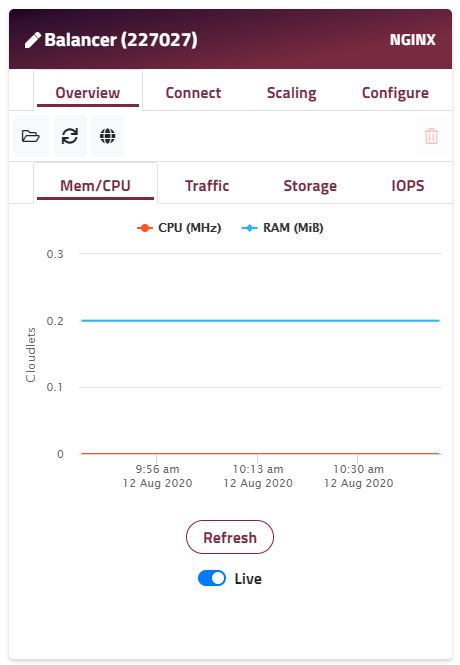 Balancer (227027) NGINX
Overview Connect Scaling Configure
Mem/CPU Traffic Storage IOPS
CPU (MHz) RAM (MiB)
0.3
0.2
0.1
0
Cloudlets
9:56 am 10:13 am 10:30 am
12 Aug 2020 12 Aug 2020 12 Aug 2020
Refresh
Live